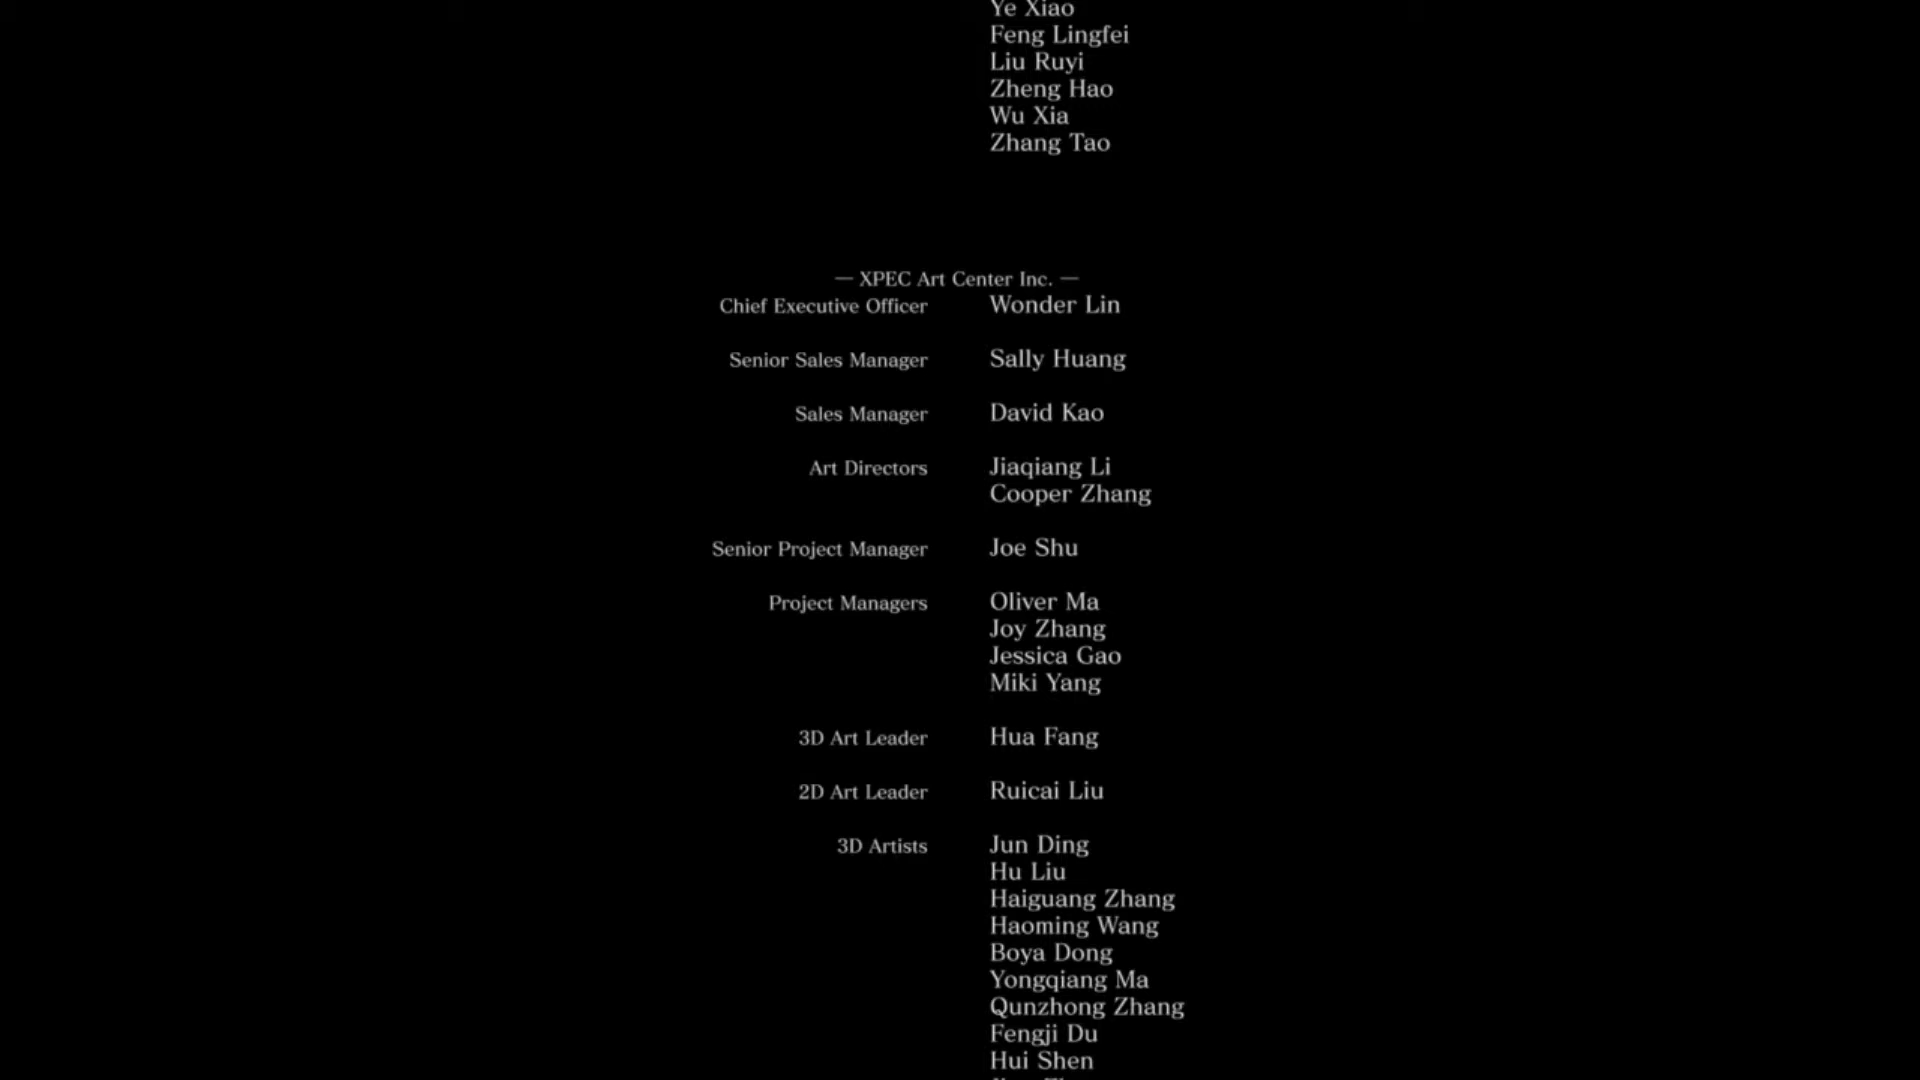 Ye Xiao
Feng Lingfei
Liu Ruyi
Zheng Hao
Wu Xia
Zhang Tao
— XPEC Art Center Inc. —
Chief Executive Officer Wonder Lin
Senior Sales Manager Sally Huang
Sales Manager David Kao
Art Directors Jiaqiang Li
Cooper Zhang
Senior Project Manager Joe Shu
Project Managers Oliver Ma
Joy Zhang
Jessica Gao
Miki Yang
3D Art Leader Hua Fang
2D Art Leader Ruicai Liu
3D Artists Jun Ding
Hu Liu
Haiguang Zhang
Haoming Wang
Boya Dong
Yongqiang Ma
Qunzhong Zhang
Fengji Du
Hui Shen